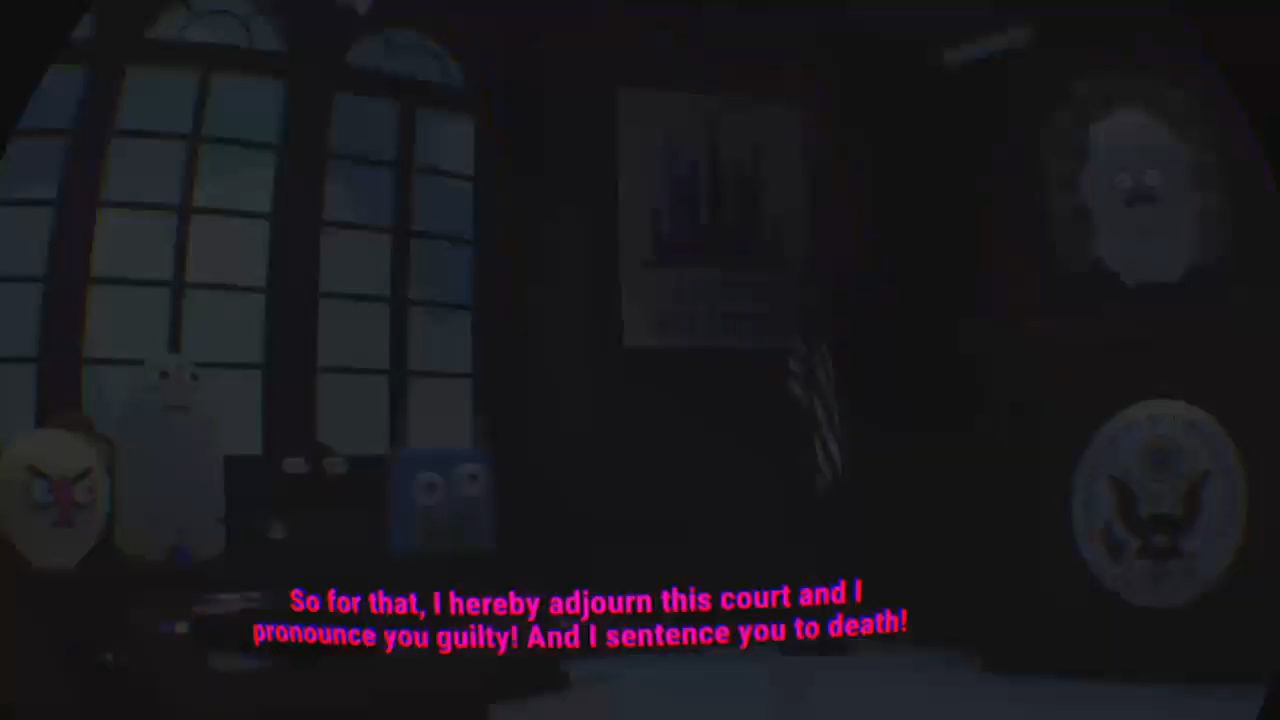 So for that, I hereby adjourn this court and I
pronounce you guilty! And I sentence you to death!